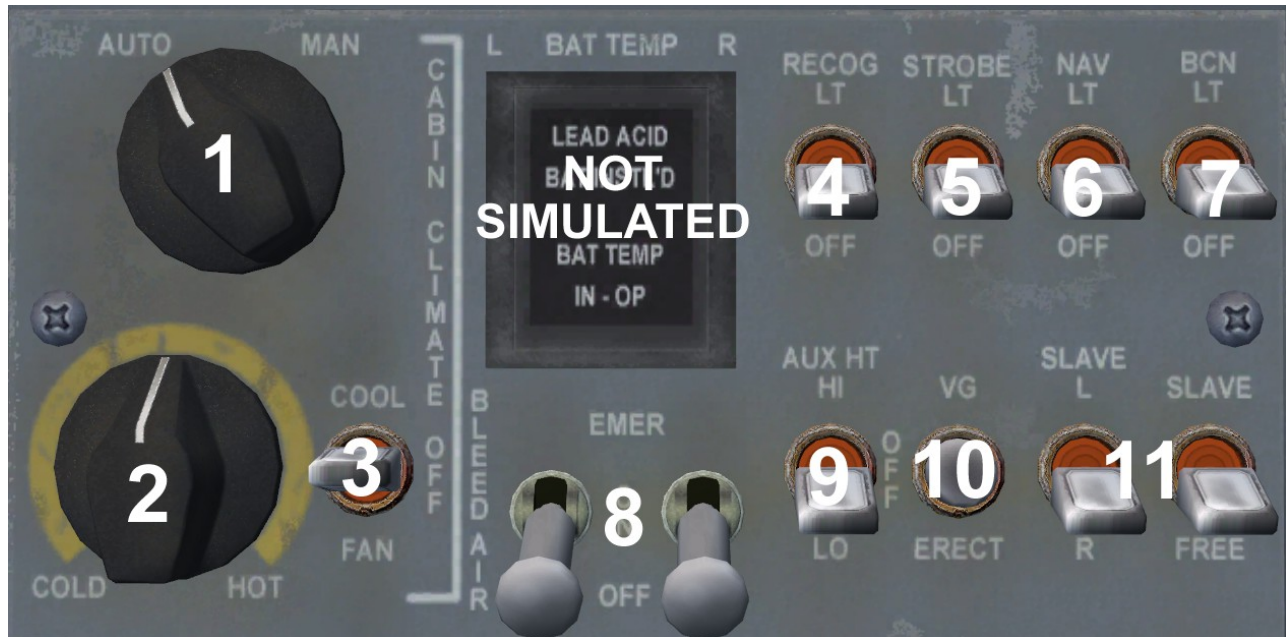 AUTO MAN
1
CABIN CLIMATE
OFF
L BAT TEMP R
LEAD ACID
NOT
SIMULATED
BAT TEMP
IN - OP
RECOG LT
4
OFF
STROBE LT
5
OFF
NAV LT
6
OFF
BCN LT
7
OFF
2
COLD HOT
COOL
3
FAN
BLEED AIR
EMER
8
OFF
AUX HT
HI
9
LO
OFF
VG
10
ERECT
SLAVE
L
11
R
SLAVE
FREE